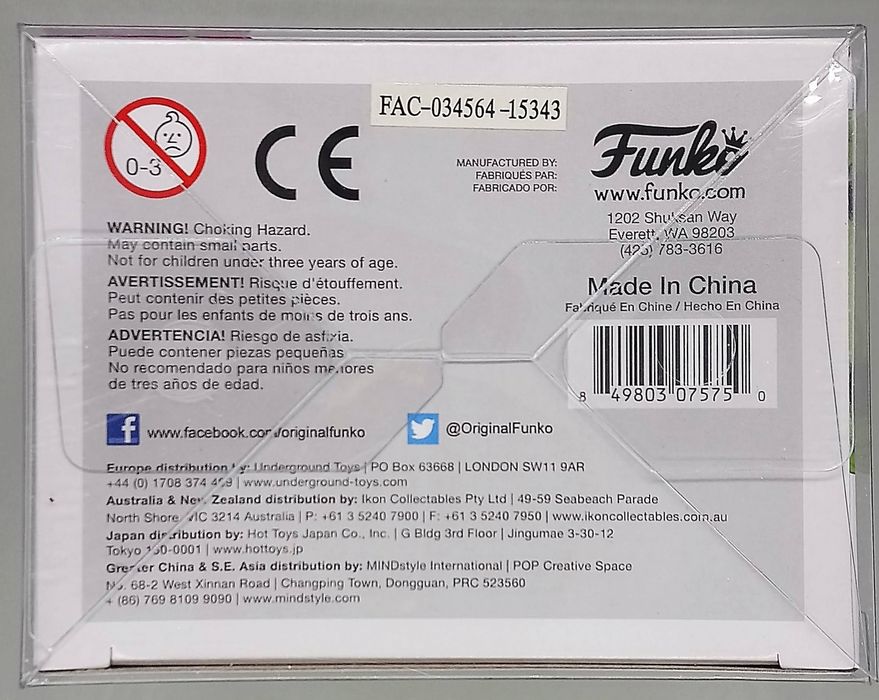 FAC-034564-15343
0-3
CE
MANUFACTURED BY:
FABRIQUÉS PAR:
FABRICADO POR:
Funko
www.funko.com
1202 Shuksan Way
Everett, WA 98203
(425) 783-3616
WARNING! Choking Hazard.
May contain small parts.
Not for children under three years of age.
AVERTISSEMENT! Risque d'étouffement.
Peut contenir des petites pièces.
Pas pour les enfants de moins de trois ans.
ADVERTENCIA! Riesgo de asfixia.
Puede contener piezas pequeñas
No recomendado para niños menores
de tres años de edad.
Made In China
Fabriqué En Chine / Hecho En China
8 49803 07575 0
f www.facebook.com/originalfunko
@OriginalFunko
Europe distribution by: Underground Toys | PO Box 63668 | LONDON SW11 9AR
+44 (0) 1708 374 | www.underground-toys.com
Australia & New Zealand distribution by: Ikon Collectables Pty Ltd | 49-59 Seabeach Parade
North Shore VIC 3214 Australia | P: +61 3 5240 7900 | F: +61 3 5240 7950 | www.ikoncollectables.com.au
Japan distribution by: Hot Toys Japan Co., Inc. | G Bldg 3rd Floor | Jingumae 3-30-12
Tokyo 150-0001 | www.hottoys.jp
Greater China & S.E. Asia distribution by: MINDstyle International | POP Creative Space
No. 68-2 West Xinnan Road | Changping Town, Dongguan, PRC 523560
+ (86) 769 8109 9090 | www.mindstyle.com